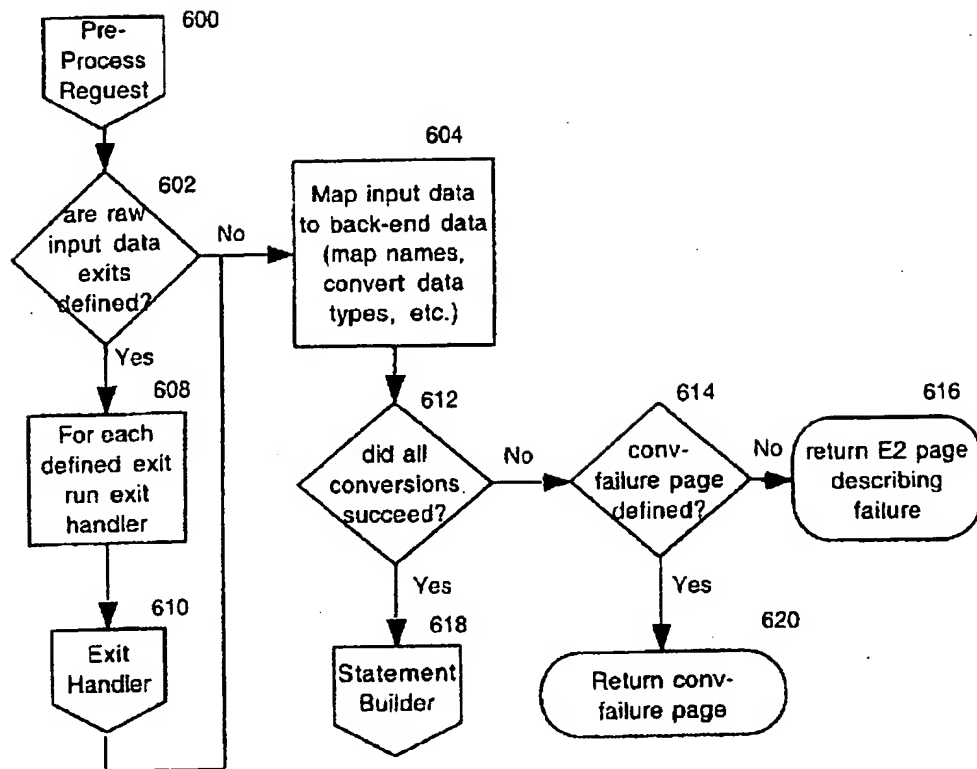 600
Pre-
Process
Reguest
602
are raw
input data
exits
defined?
No
Yes
604
Map input data
to back-end data
(map names,
convert data
types, etc.)
608
For each
defined exit
run exit
handler
610
Exit
Handler
612
did all
conversions
succeed?
No
Yes
614
conv-
failure page
defined?
No
Yes
616
return E2 page
describing
failure
618
Statement
Builder
620
Return conv-
failure page